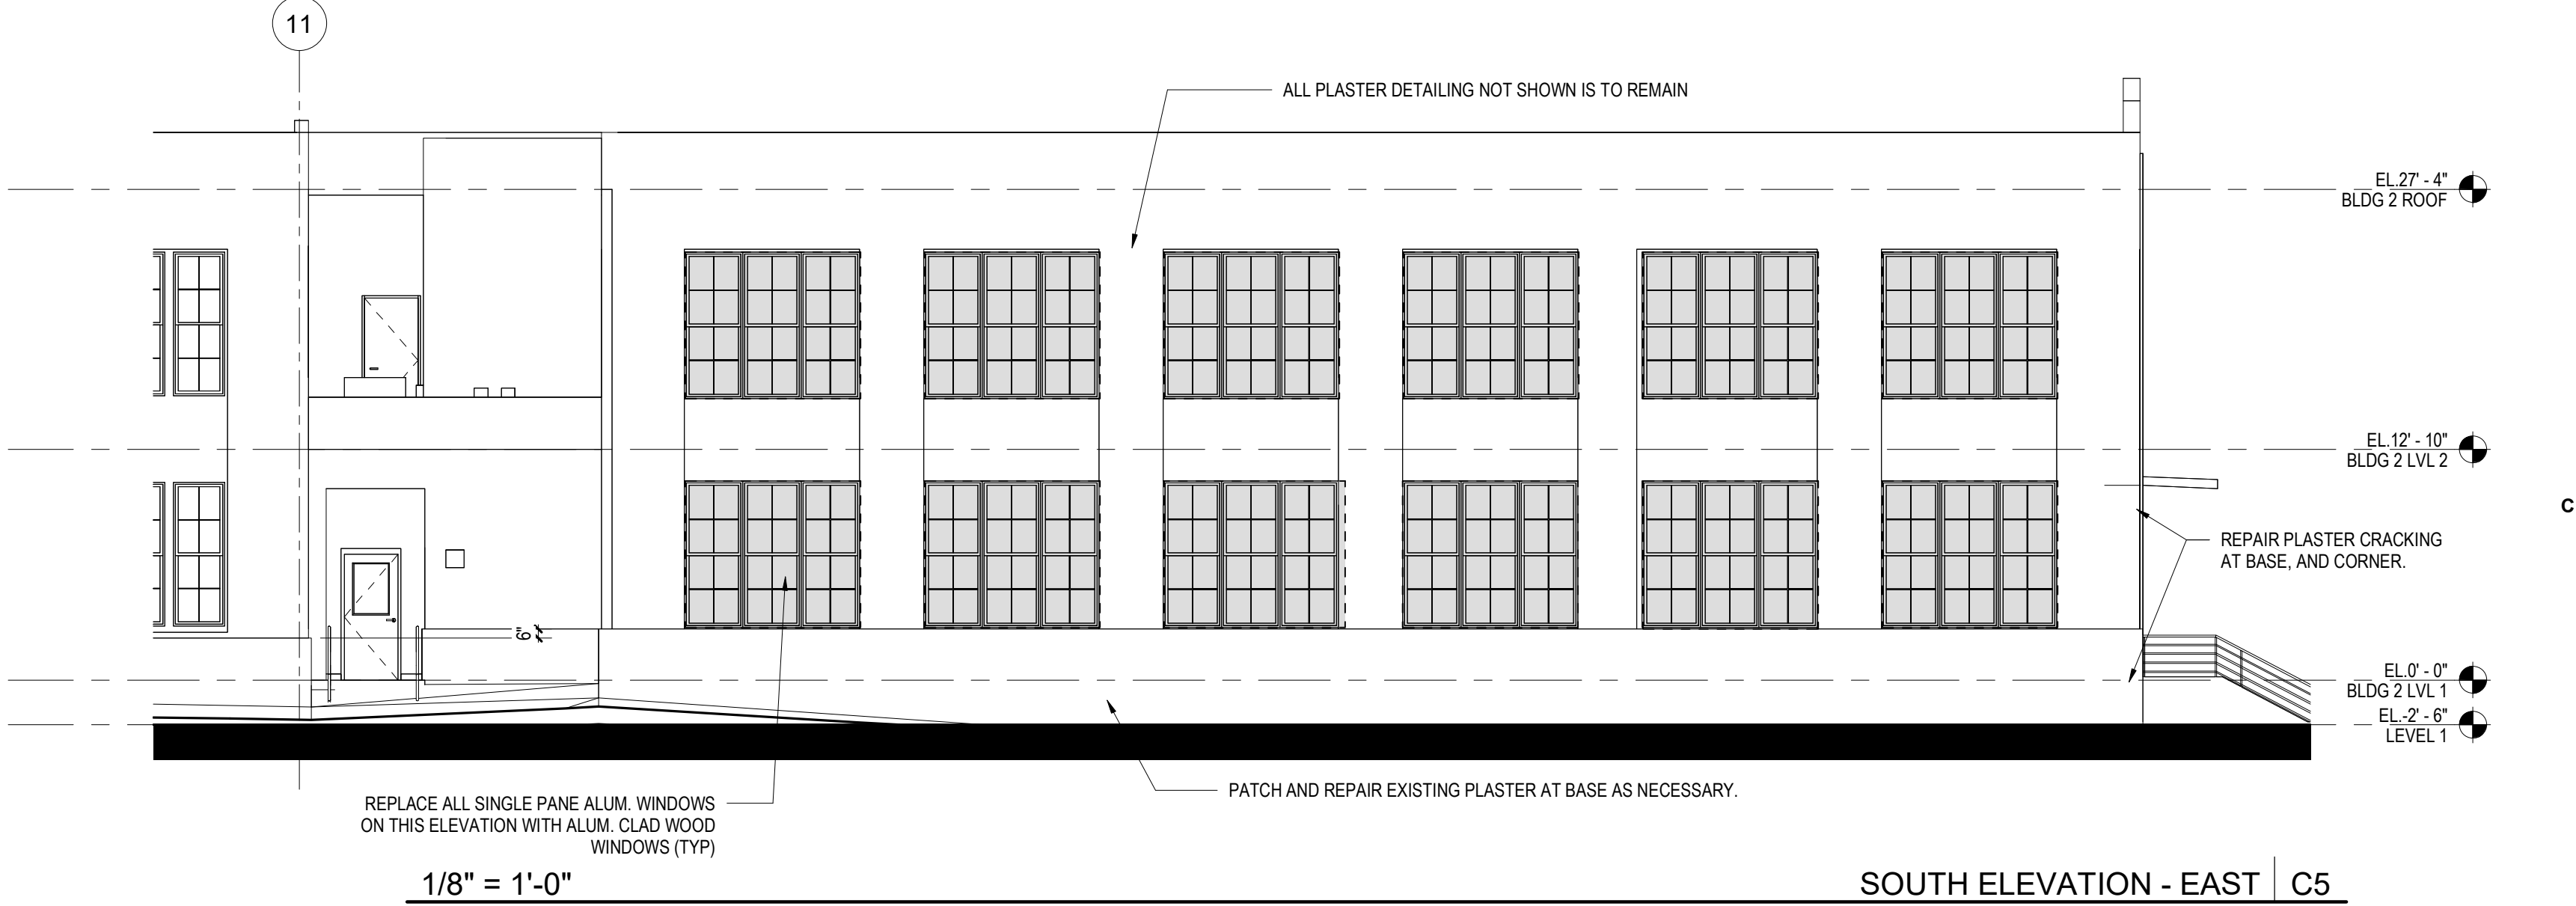 11
ALL PLASTER DETAILING NOT SHOWN IS TO REMAIN
EL.27' - 4"
BLDG 2 ROOF
EL.12' - 10"
BLDG 2 LVL 2
C
REPAIR PLASTER CRACKING
AT BASE, AND CORNER.
6"
EL.0' - 0"
BLDG 2 LVL 1
EL.-2' - 6"
LEVEL 1
PATCH AND REPAIR EXISTING PLASTER AT BASE AS NECESSARY.
REPLACE ALL SINGLE PANE ALUM. WINDOWS
ON THIS ELEVATION WITH ALUM. CLAD WOOD
WINDOWS (TYP)
1/8" = 1'-0"
SOUTH ELEVATION - EAST C5